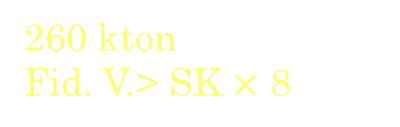 260 kton
Fid. V.> SK × 8